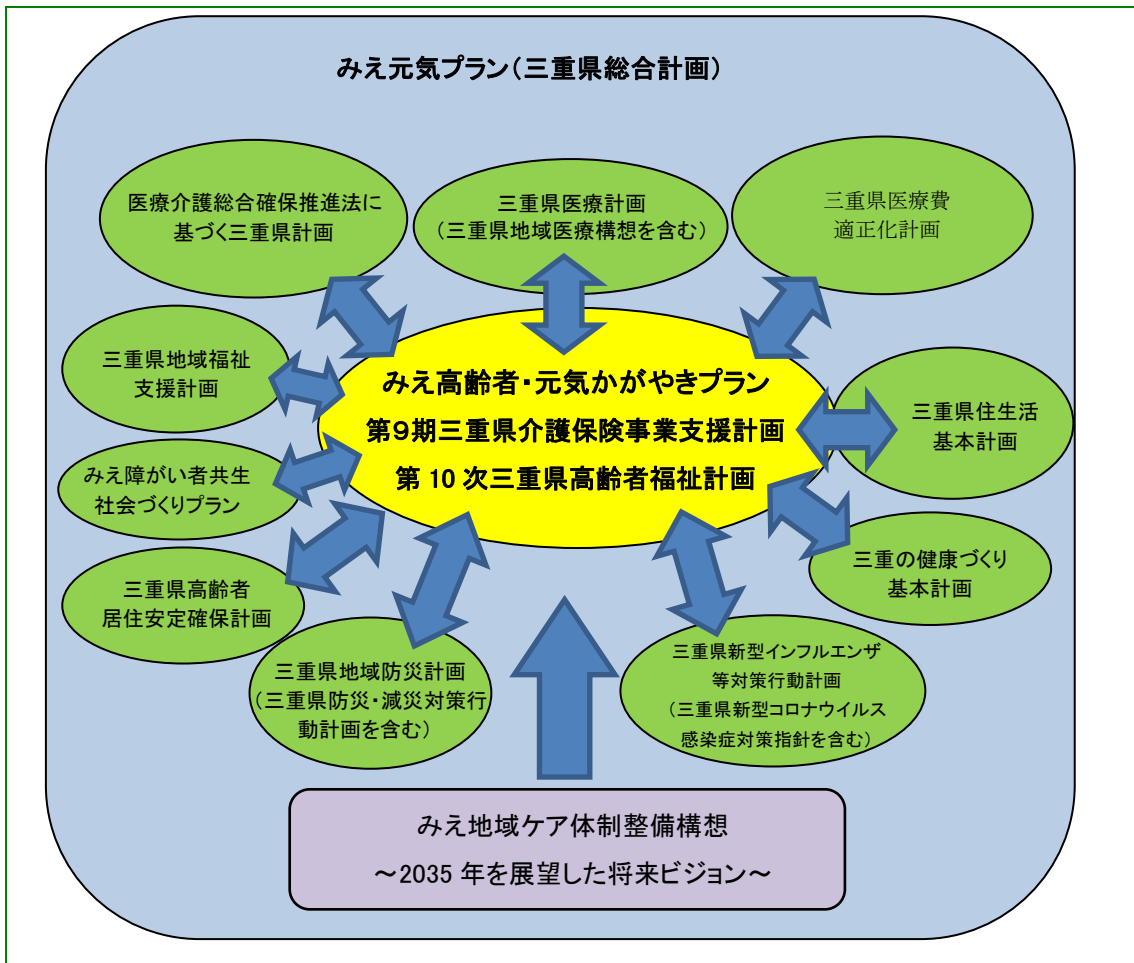 みえ元気プラン(三重県総合計画)
医療介護総合確保推進法に
基づく三重県計画
三重県医療計画
(三重県地域医療構想を含む)
三重県医療費
適正化計画
三重県地域福祉
支援計画
みえ高齢者・元気かがやきプラン
第9期三重県介護保険事業支援計画
第 10 次三重県高齢者福祉計画
三重県住生活
基本計画
みえ障がい者共生
社会づくりプラン
三重の健康づくり
基本計画
三重県高齢者
居住安定確保計画
三重県地域防災計画
(三重県防災・減災対策行
動計画を含む)
三重県新型インフルエンザ
等対策行動計画
(三重県新型コロナウイルス
感染症対策指針を含む)
みえ地域ケア体制整備構想
~2035 年を展望した将来ビジョン~